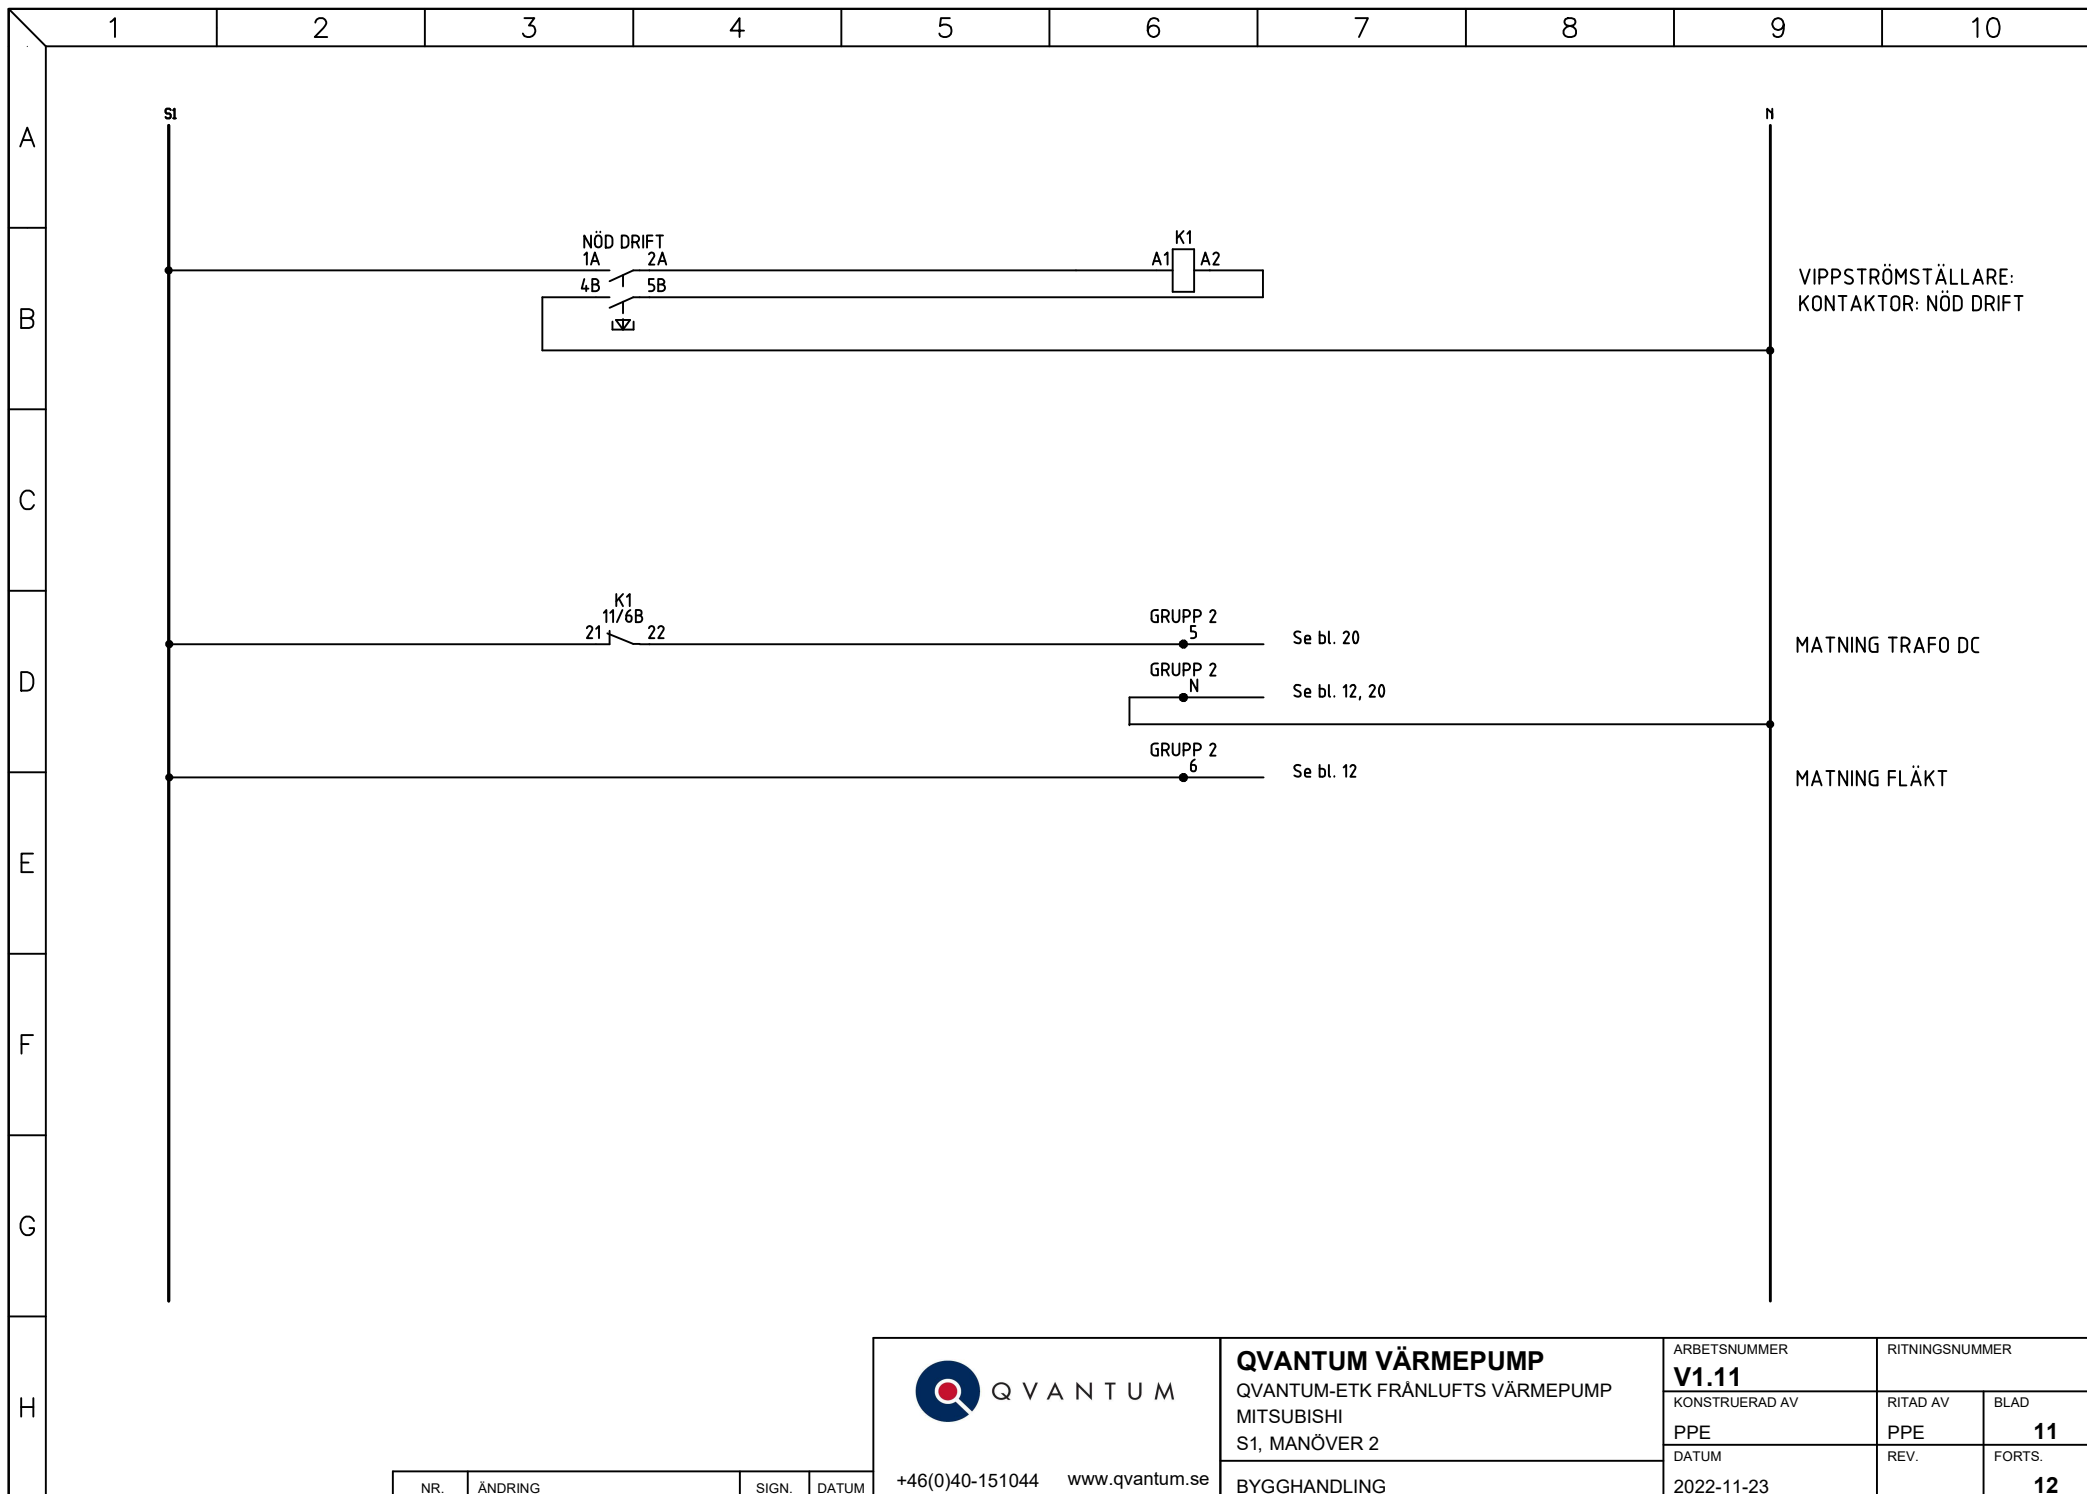 1 2 3 4 5 6 7 8 9 10
A
S1 N
B
NÖD DRIFT
1A 2A
4B 5B
K1
A1 A2
VIPPSTRÖMSTÄLLARE:
KONTAKTOR: NÖD DRIFT
C
D
K1
11/6B
21 22
GRUPP 2
5
Se bl. 20
MATNING TRAFO DC
GRUPP 2
N
Se bl. 12, 20
GRUPP 2
6
Se bl. 12
MATNING FLÄKT
E
F
G
H
QVANTUM
+46(0)40-151044 www.qvantum.se
QVANTUM VÄRMEPUMP
QVANTUM-ETK FRÅNLUFTS VÄRMEPUMP
MITSUBISHI
S1, MANÖVER 2
BYGGHANDLING
ARBETSNUMMER
V1.11
RITNINGSNUMMER
KONSTRUERAD AV
PPE
RITAD AV
PPE
BLAD
11
DATUM
2022-11-23
REV.
FORTS.
12
NR. ÄNDRING SIGN. DATUM